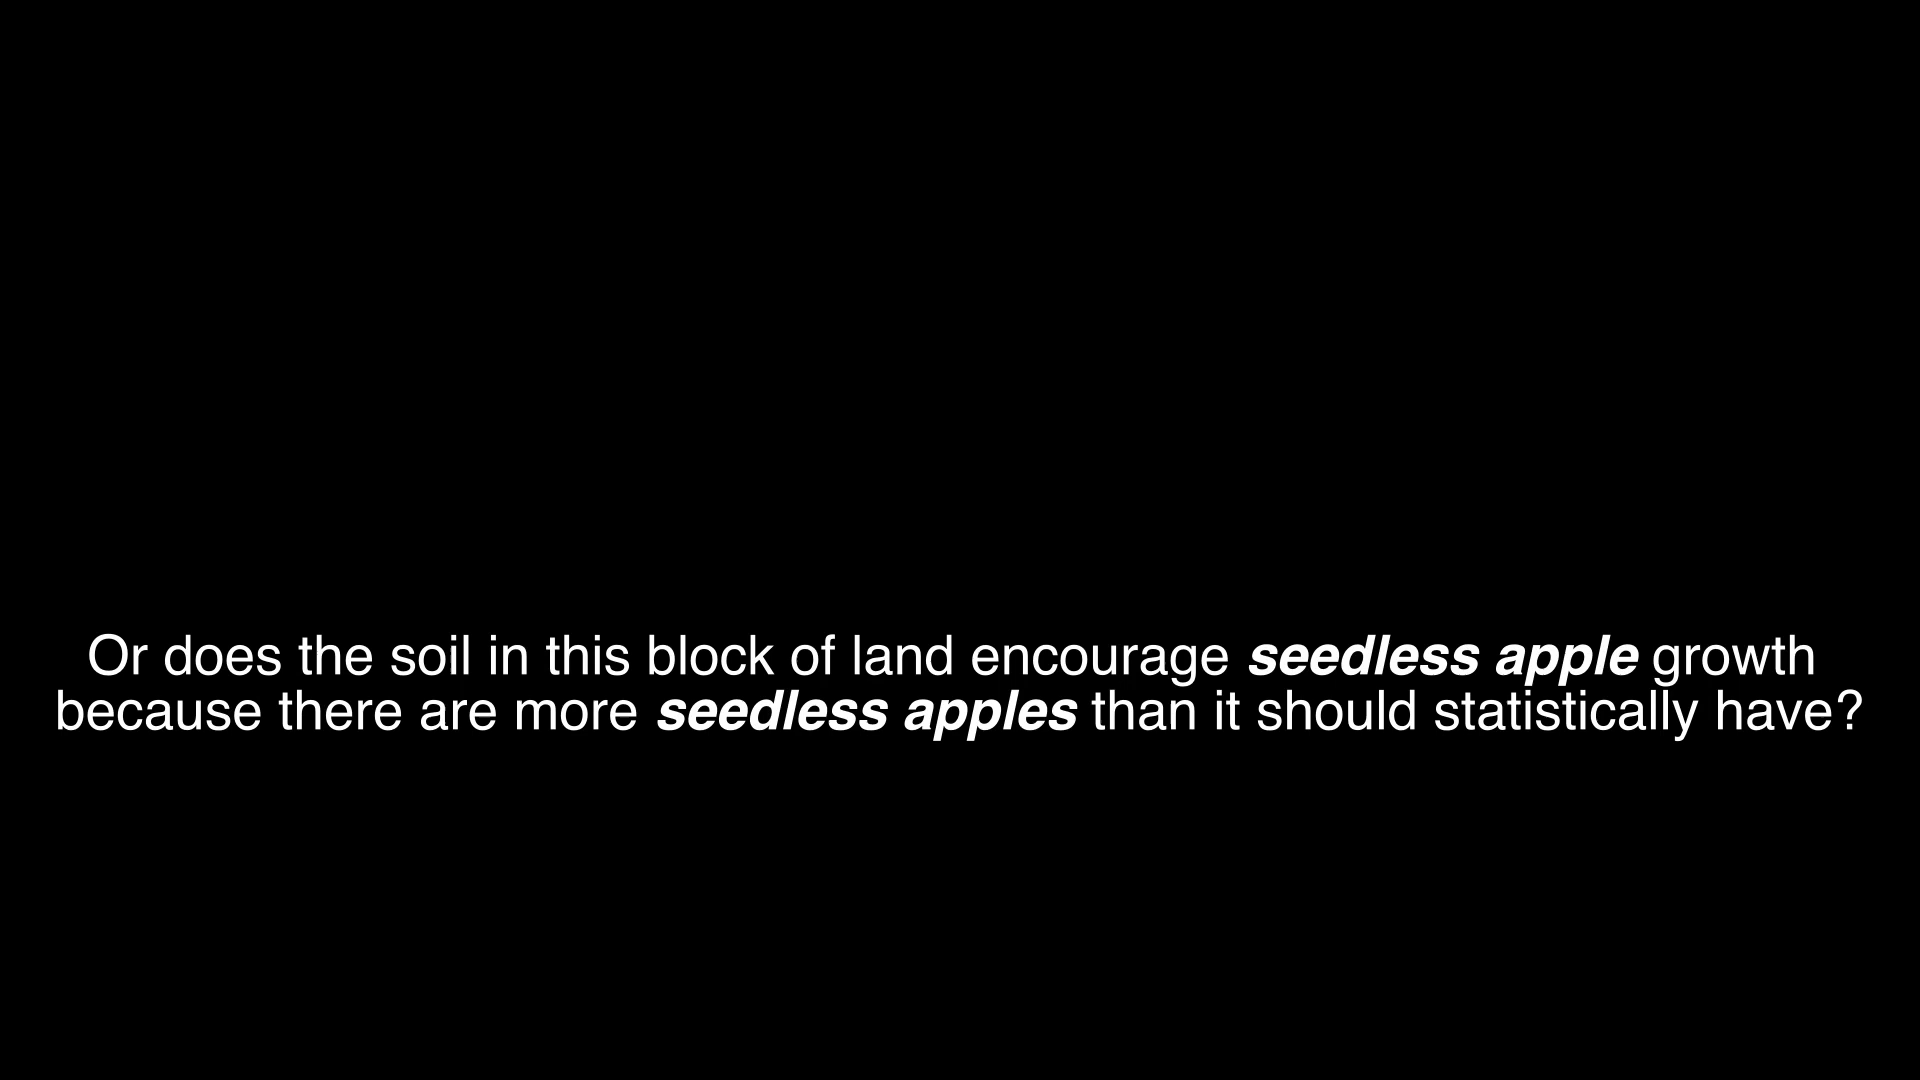 Or does the soil in this block of land encourage seedless apple growth
because there are more seedless apples than it should statistically have?